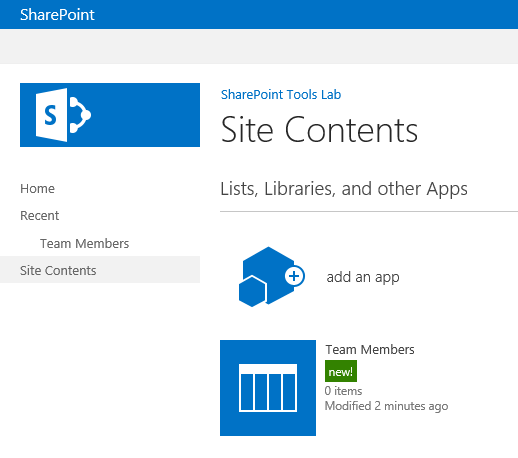 SharePoint
S
SharePoint Tools Lab
Site Contents
Home
Recent
Team Members
Site Contents
Lists, Libraries, and other Apps
add an app
Team Members
new!
0 items
Modified 2 minutes ago